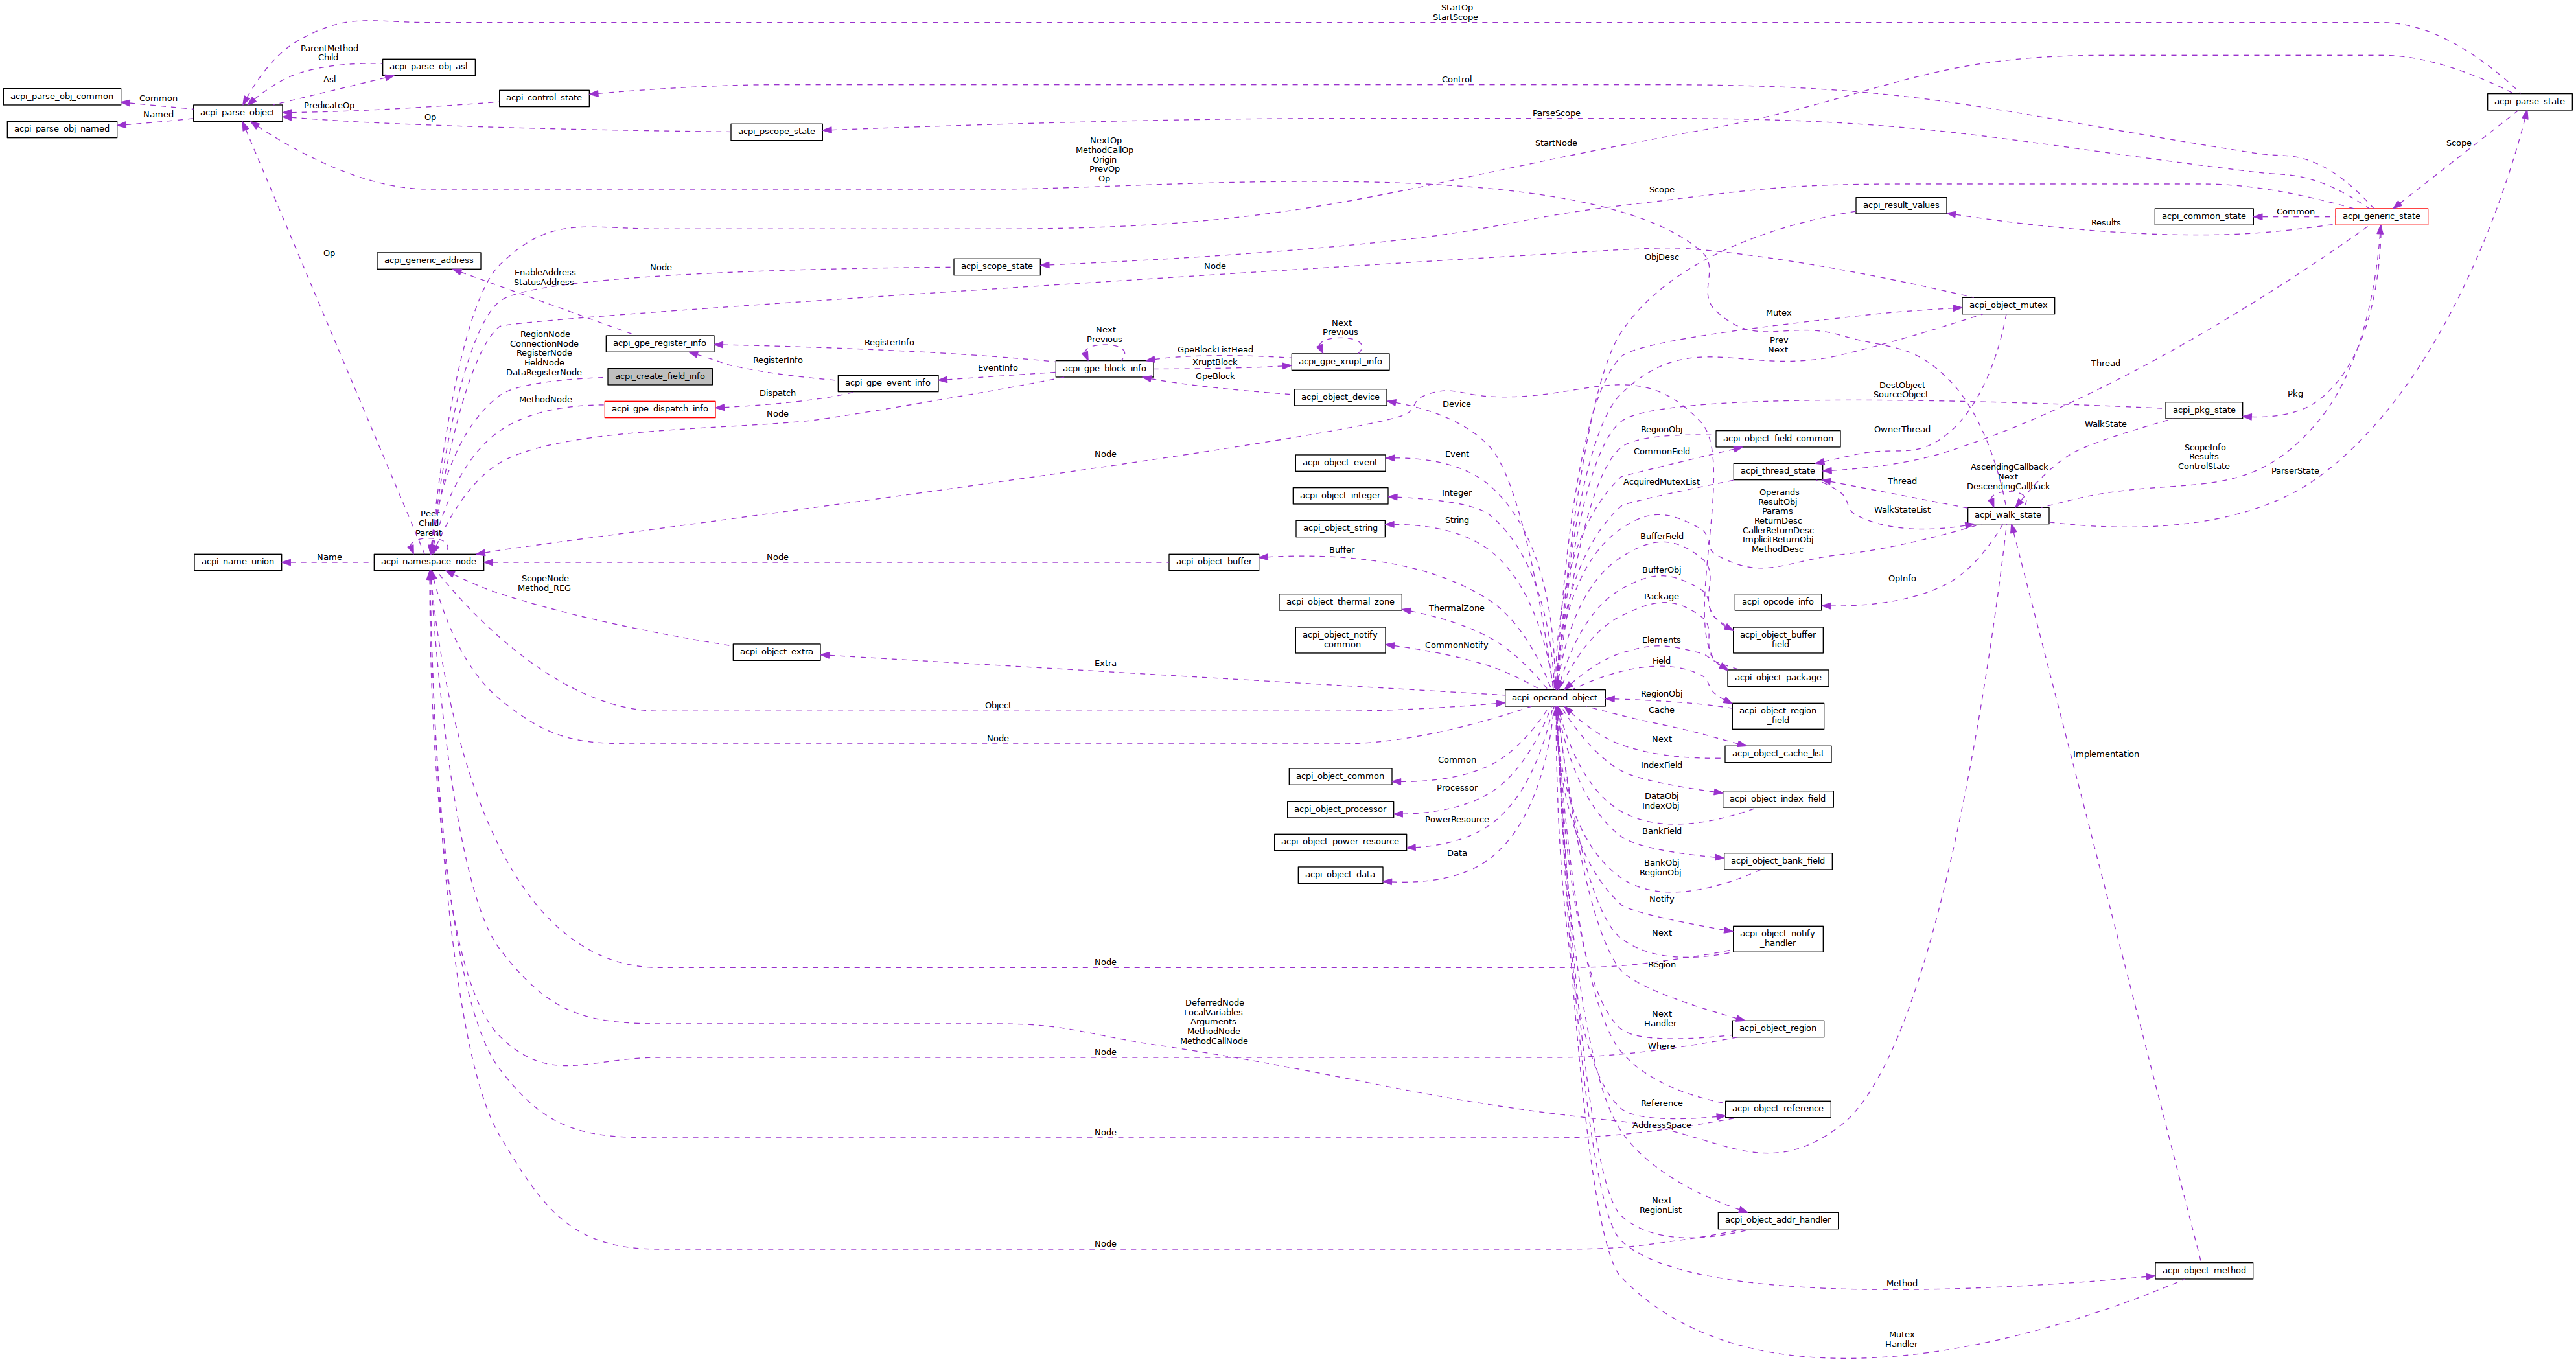 StartOp
StartScope
ParentMethod
Child
acpi_parse_obj_asl
Asl
Control
acpi_parse_obj_common
Common
acpi_control_state
acpi_parse_state
PredicateOp
acpi_parse_object
ParseScope
Named
Op
acpi_parse_obj_named
acpi_pscope_state
NextOp
MethodCallOp
Origin
PrevOp
Op
StartNode
Scope
Scope
acpi_result_values
acpi_common_state
Common
acpi_generic_state
Results
Op
acpi_generic_address
EnableAddress
StatusAddress
Node
acpi_scope_state
Node
ObjDesc
acpi_object_mutex
Mutex
RegionNode
ConnectionNode
RegisterNode
FieldNode
DataRegisterNode
acpi_gpe_register_info
RegisterInfo
Next
Previous
Next
Previous
Prev
Next
GpeBlockListHead
XruptBlock
acpi_gpe_xrupt_info
RegisterInfo
EventInfo
acpi_gpe_block_info
GpeBlock
Thread
acpi_create_field_info
acpi_gpe_event_info
MethodNode
acpi_gpe_dispatch_info
Dispatch
Node
acpi_object_device
Device
DestObject
SourceObject
Pkg
acpi_pkg_state
RegionObj
acpi_object_field_common
OwnerThread
WalkState
Node
acpi_object_event
Event
CommonField
acpi_thread_state
ScopeInfo
Results
ControlState
AscendingCallback
Next
DescendingCallback
ParserState
AcquiredMutexList
Thread
acpi_object_integer
Integer
Operands
ResultObj
Params
ReturnDesc
CallerReturnDesc
ImplicitReturnObj
MethodDesc
WalkStateList
acpi_walk_state
Peer
Child
Parent
acpi_object_string
String
BufferField
acpi_name_union
Name
acpi_namespace_node
Node
acpi_object_buffer
Buffer
BufferObj
OpInfo
ScopeNode
Method_REG
acpi_object_thermal_zone
ThermalZone
Package
acpi_opcode_info
acpi_object_notify
_common
CommonNotify
Elements
acpi_object_buffer
_field
acpi_object_extra
Extra
Field
acpi_object_package
acpi_operand_object
RegionObj
Object
Cache
acpi_object_region
_field
Node
Next
acpi_object_cache_list
Implementation
acpi_object_common
Common
IndexField
acpi_object_processor
Processor
DataObj
IndexObj
acpi_object_index_field
PowerResource
BankField
acpi_object_power_resource
Data
BankObj
RegionObj
acpi_object_bank_field
acpi_object_data
Notify
Next
acpi_object_notify
_handler
Node
Region
DeferredNode
LocalVariables
Arguments
MethodNode
MethodCallNode
Next
Handler
acpi_object_region
Node
Where
Reference
acpi_object_reference
Node
AddressSpace
Next
RegionList
acpi_object_addr_handler
Node
acpi_object_method
Method
Mutex
Handler